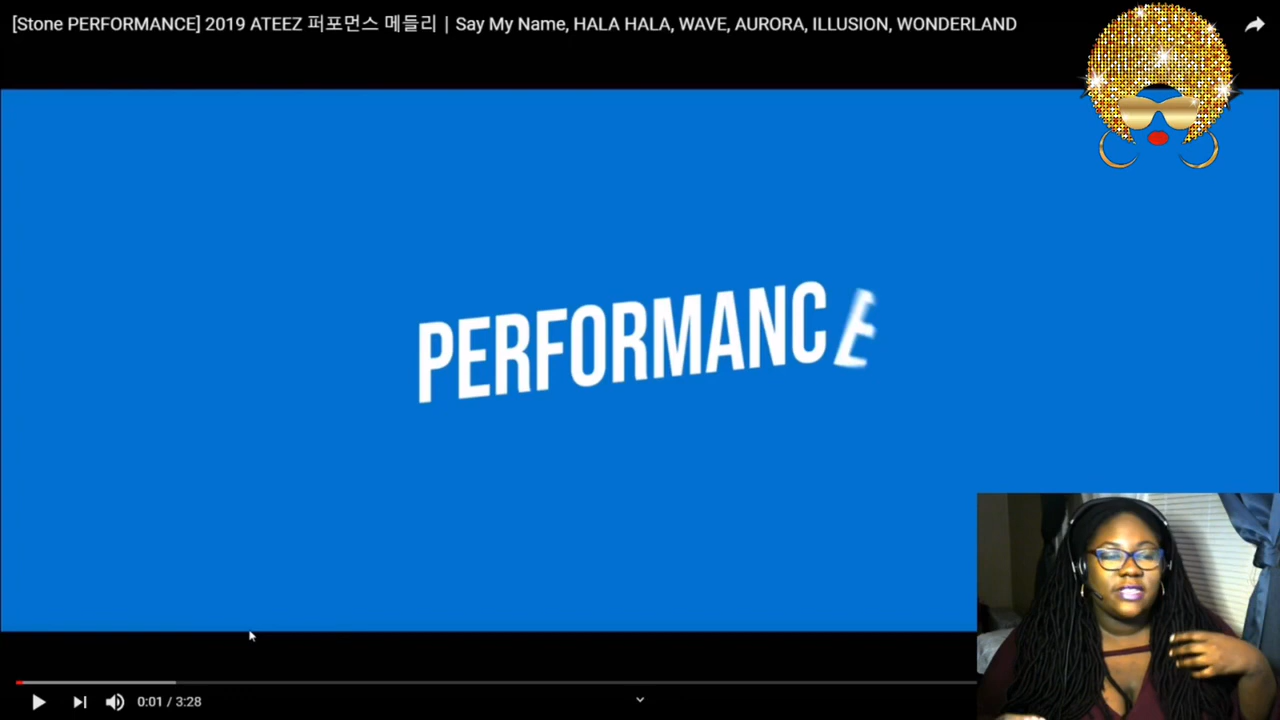 [Stone PERFORMANCE] 2019 ATEEZ 퍼포먼스 메들리 | Say My Name, HALA HALA, WAVE, AURORA, ILLUSION, WONDERLAND
PERFORMANCE
0:01 / 3:28